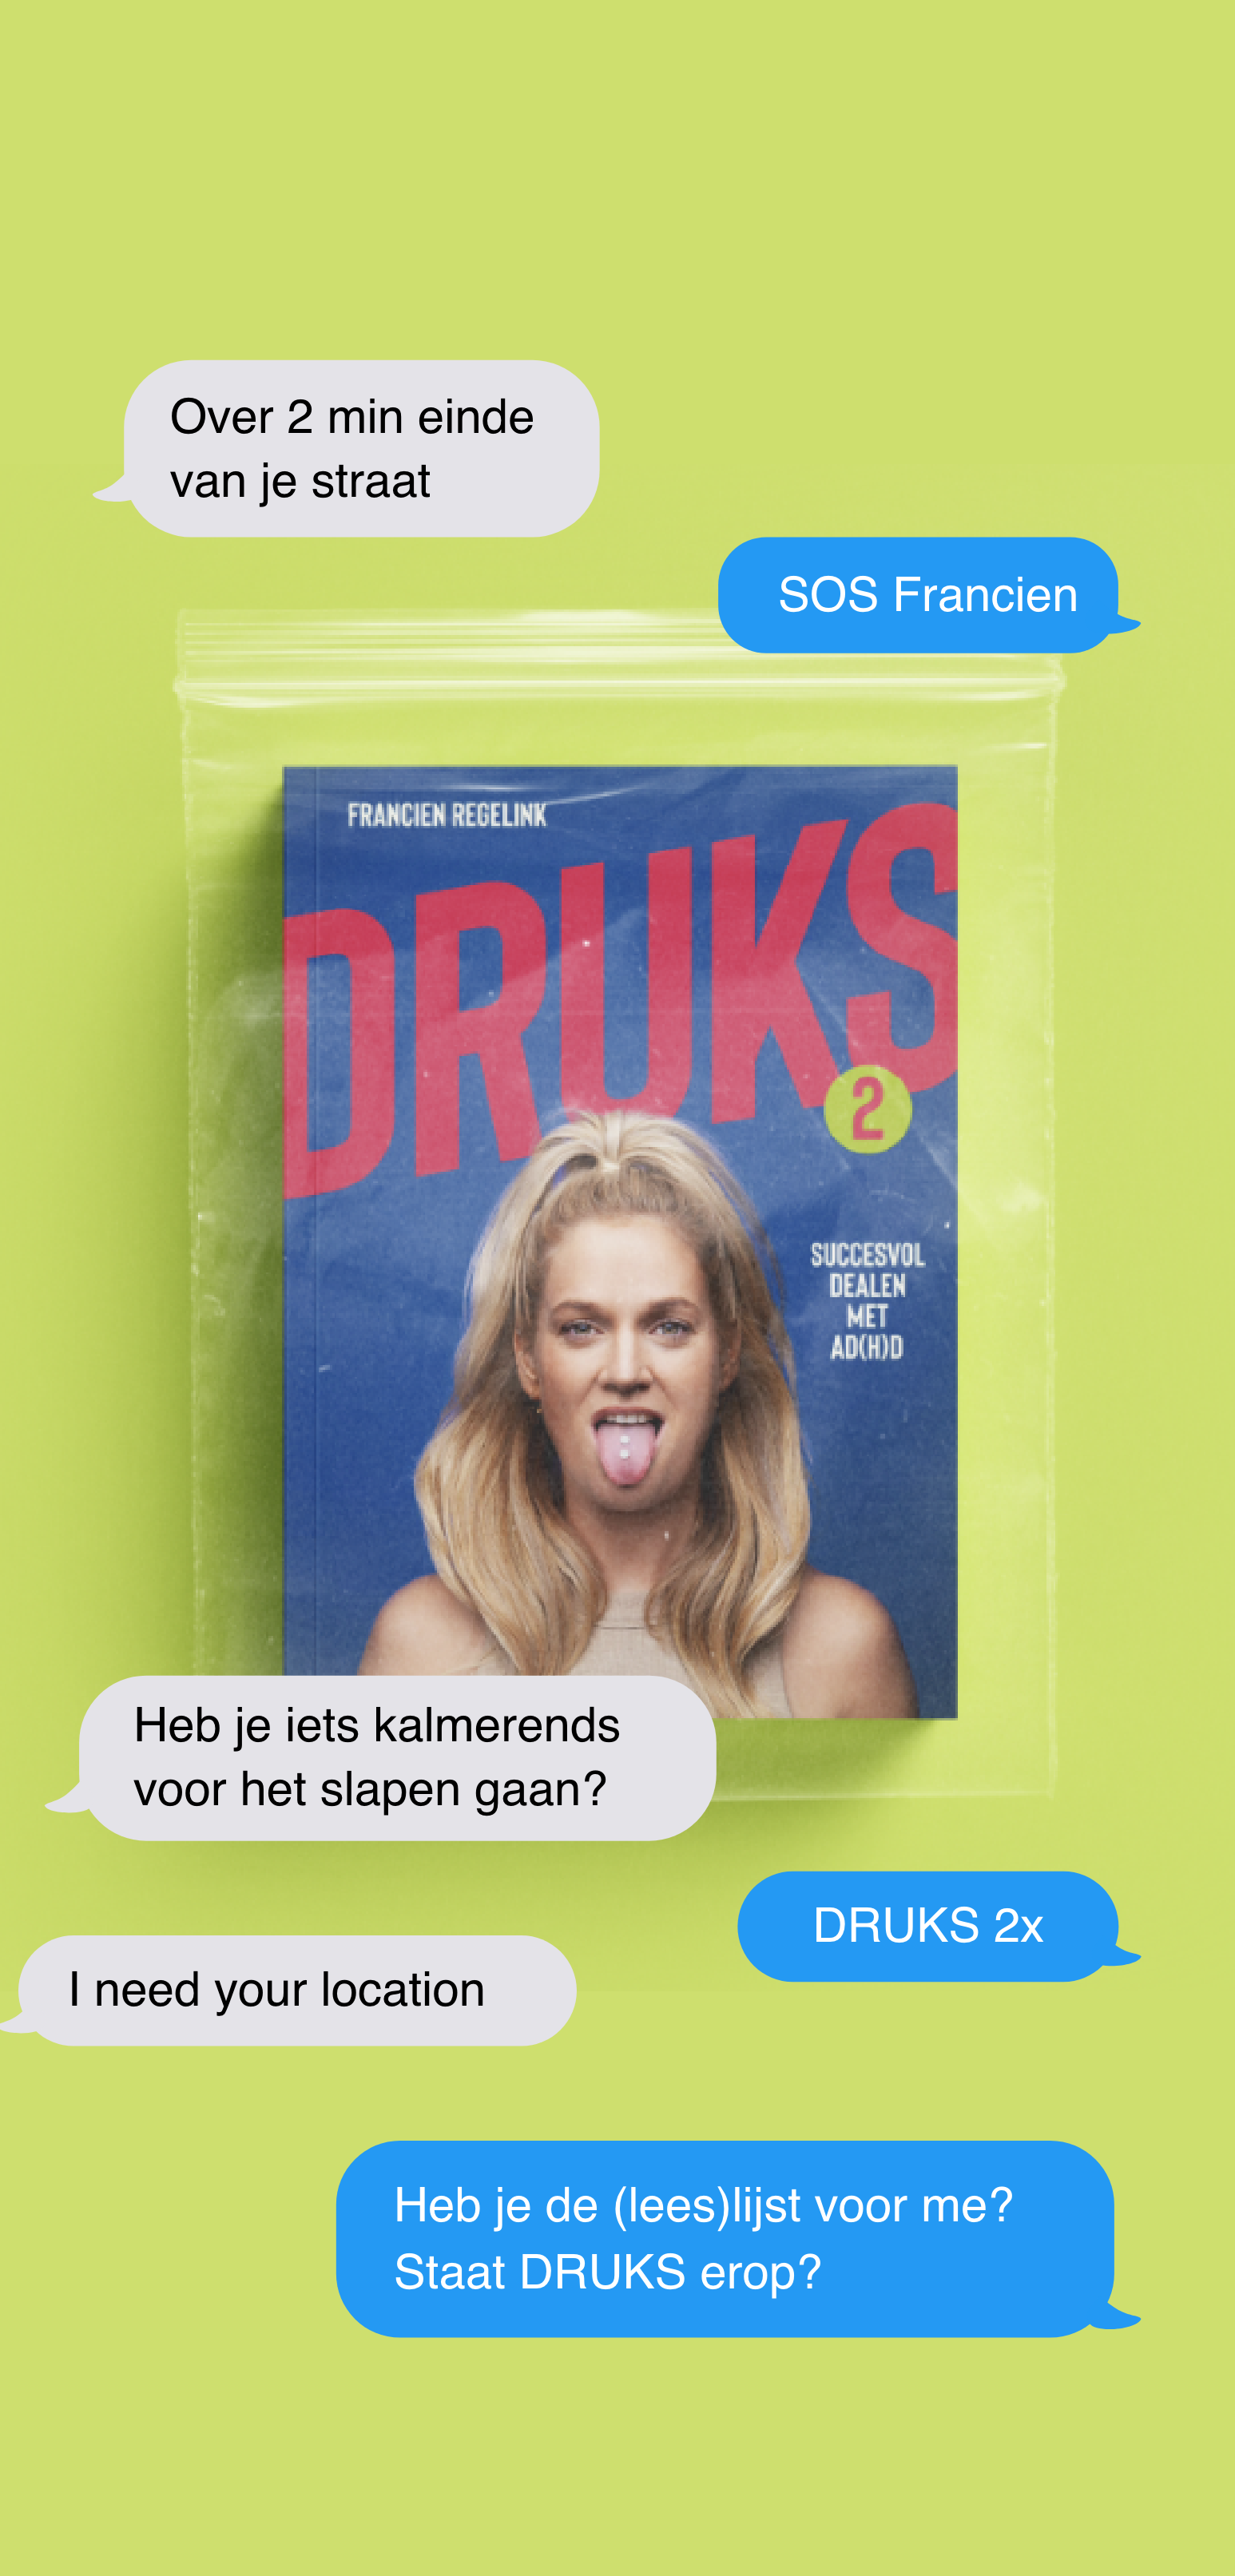 Over 2 min einde
van je straat
SOS Francien
FRANCIEN REGELINK
DRUKS
2
SUCCESVOL
DEALEN
MET
AD(H)D
Heb je iets kalmerends
voor het slapen gaan?
DRUKS 2x
I need your location
Heb je de (lees)lijst voor me?
Staat DRUKS erop?